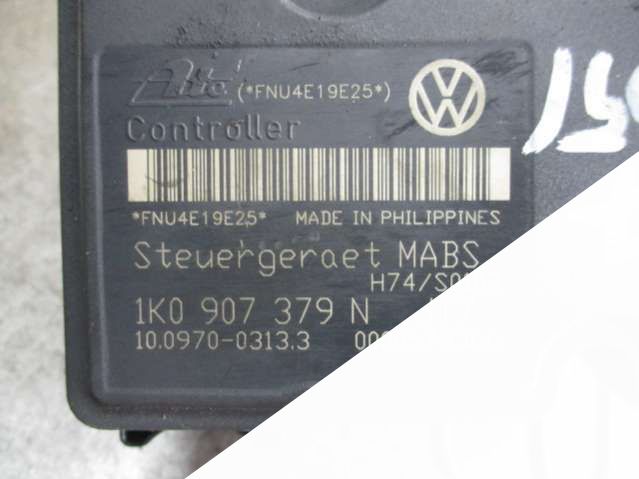 Ate (*FNU4E19E25*)
Controller
*FNU4E19E25* MADE IN PHILIPPINES
Steuergeraet MABS
1K0 907 379 N
10.0970-0313.3